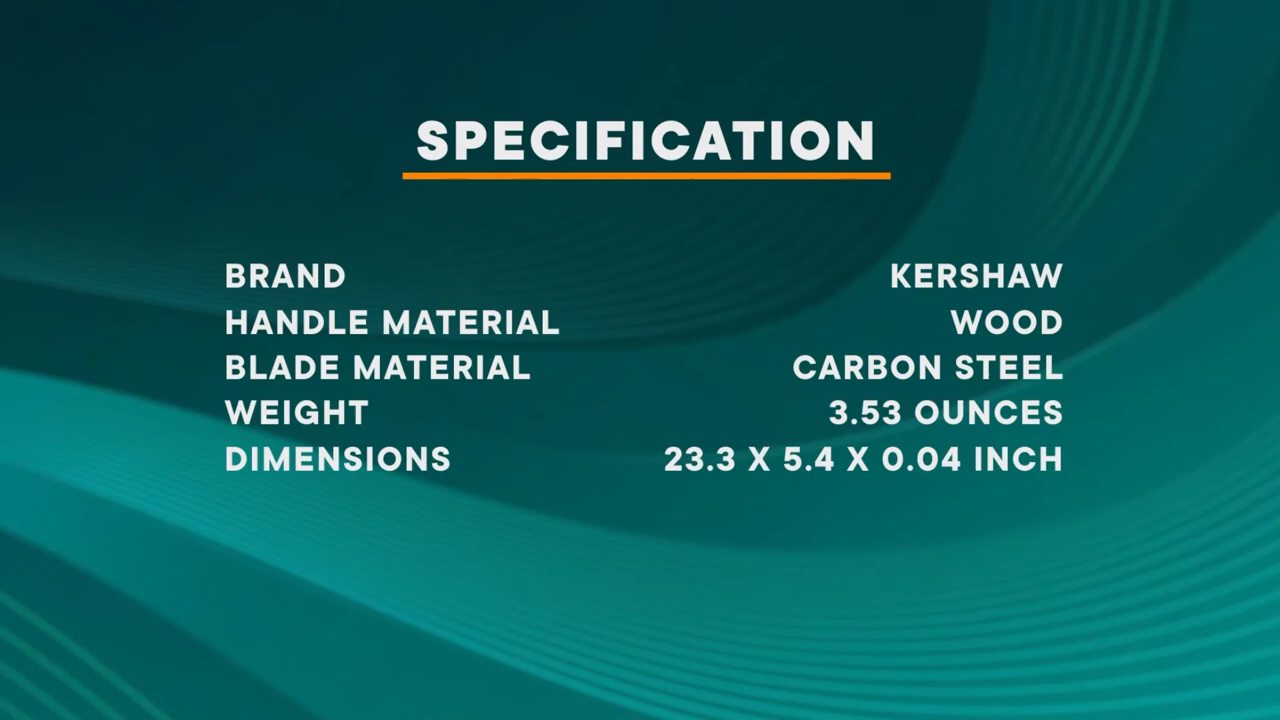 SPECIFICATION
BRAND KERSHAW
HANDLE MATERIAL WOOD
BLADE MATERIAL CARBON STEEL
WEIGHT 3.53 OUNCES
DIMENSIONS 23.3 X 5.4 X 0.04 INCH